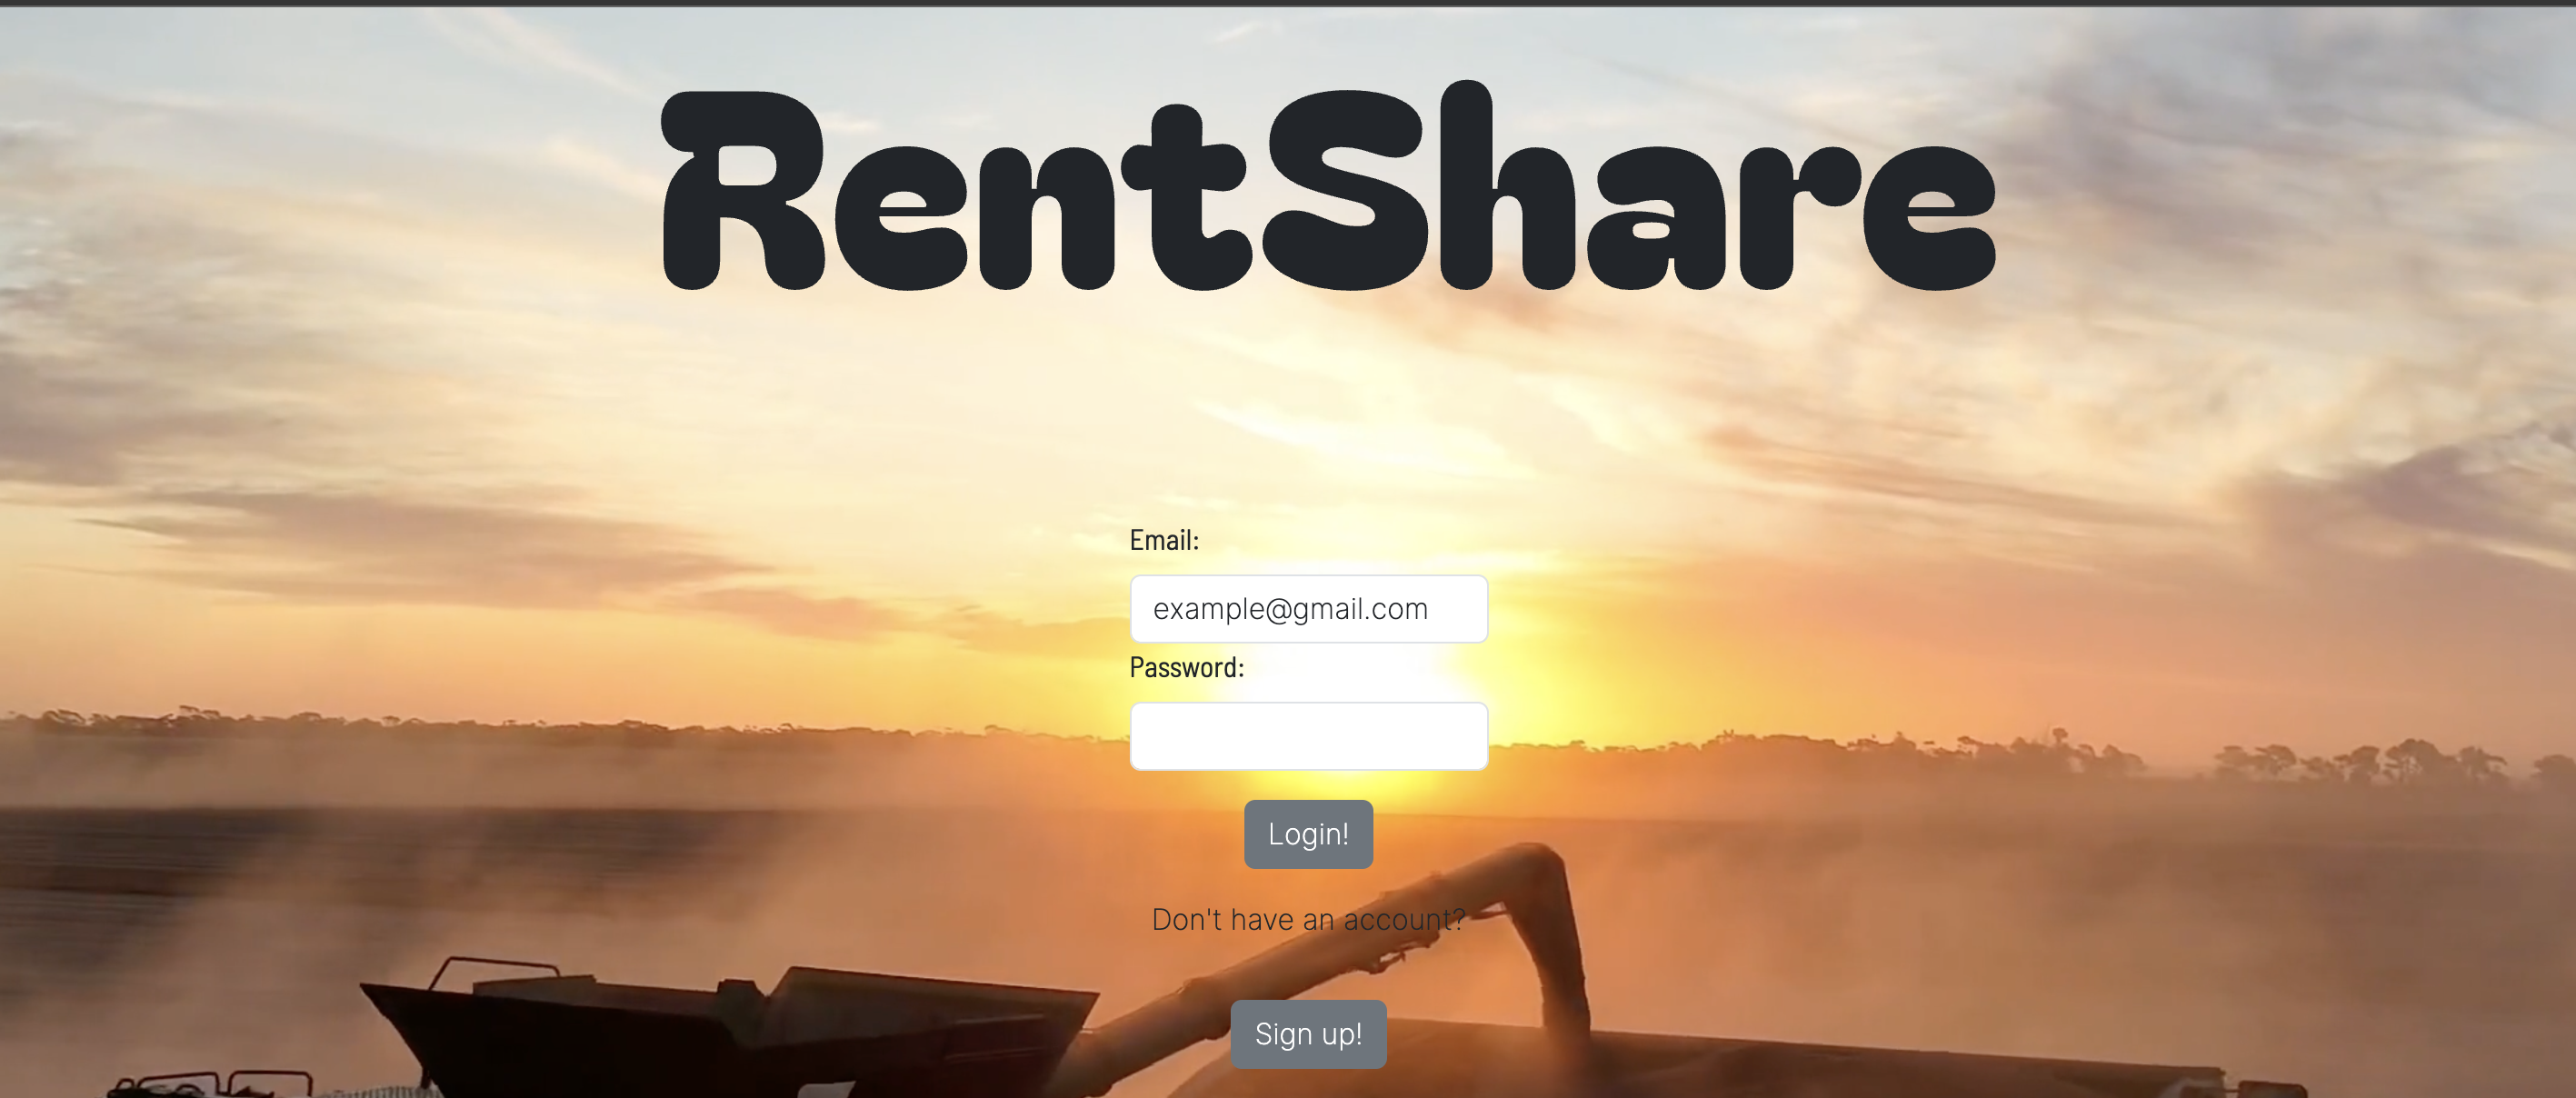 RentShare
Email:
example@gmail.com
Password:
Login!
Don't have an account?
Sign up!